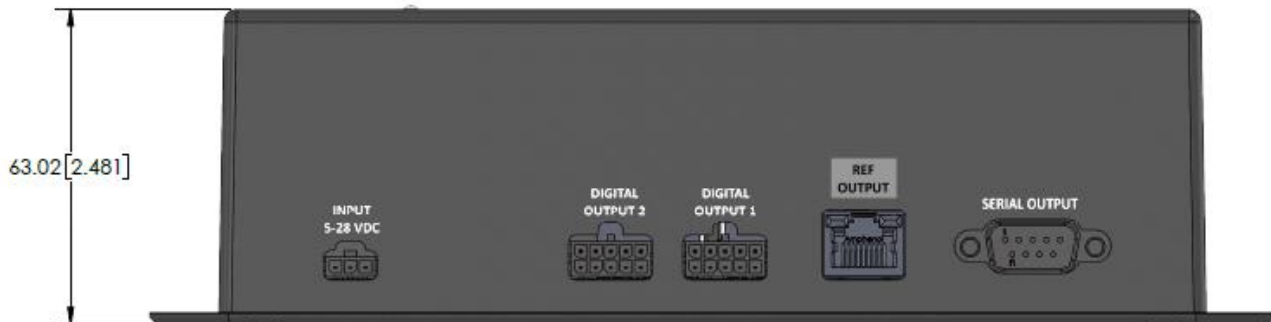 63.02[2.481]
INPUT
5-28 VDC
DIGITAL
OUTPUT 2
DIGITAL
OUTPUT 1
REF
OUTPUT
SERIAL OUTPUT